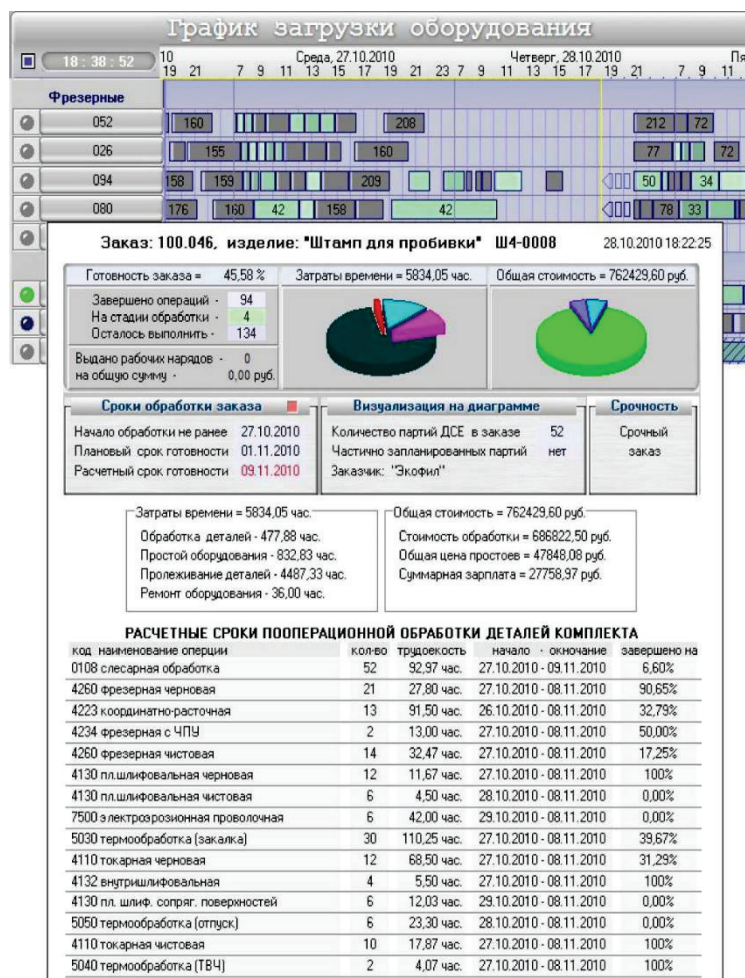 График загрузки оборудования
18 : 38 : 52
10 Среда, 27.10.2010 Четверг, 28.10.2010
19 21 7 9 11 13 15 17 19 21 23 7 9 11 13 15 17 19 21 7 9 11
Фрезерные
052 160 208 212 72
026 155 160 77 72
094 158 159 209 50 34
080 176 160 42 158 42 78 33
Заказ: 100.046, изделие: "Штамп для пробивки" Ш4-0008 28.10.2010 18:22:25
Готовность заказа = 45,58 % Затраты времени = 5834,05 час. Общая стоимость = 762429,60 руб.
Завершено операций - 94
На стадии обработки - 4
Осталось выполнить - 134
Выдано рабочих нарядов - 0
на общую сумму - 0,00 руб.
Сроки обработки заказа Визуализация на диаграмме Срочность
Начало обработки не ранее 27.10.2010 Количество партий ДСЕ в заказе 52 Срочный
Плановый срок готовности 01.11.2010 Частично запланированных партий нет заказ
Расчетный срок готовности 09.11.2010 Заказчик: "Экофил"
Затраты времени = 5834,05 час. Общая стоимость = 762429,60 руб.
Обработка деталей - 477,88 час. Стоимость обработки = 686822,50 руб.
Простой оборудования - 832,83 час. Общая цена простоев = 47848,08 руб.
Пролеживание деталей - 4487,33 час. Суммарная зарплата = 27758,97 руб.
Ремонт оборудования - 36,00 час.
РАСЧЕТНЫЕ СРОКИ ПООПЕРАЦИОННОЙ ОБРАБОТКИ ДЕТАЛЕЙ КОМПЛЕКТА
код наименование оперции кол-во трудоекость начало - окночание завершено на
0108 слесарная обработка 52 92,97 час. 27.10.2010 - 09.11.2010 6,60%
4260 фрезерная черновая 21 27,80 час. 27.10.2010 - 08.11.2010 90,65%
4223 координатно-расточная 13 91,50 час. 26.10.2010 - 08.11.2010 32,79%
4234 фрезерная с ЧПУ 2 13,00 час. 27.10.2010 - 08.11.2010 50,00%
4260 фрезерная чистовая 14 32,47 час. 27.10.2010 - 08.11.2010 17,25%
4130 пл.шлифовальная черновая 12 11,67 час. 27.10.2010 - 08.11.2010 100%
4130 пл.шлифовальная чистовая 6 4,50 час. 28.10.2010 - 08.11.2010 0,00%
7500 электроэрозионная проволочная 6 42,00 час. 29.10.2010 - 08.11.2010 0,00%
5030 термообработка (закалка) 30 110,25 час. 27.10.2010 - 08.11.2010 39,67%
4110 токарная черновая 12 68,50 час. 27.10.2010 - 08.11.2010 31,29%
4132 внутришлифовальная 4 5,50 час. 27.10.2010 - 08.11.2010 100%
4130 пл. шлиф. сопряг. поверхностей 6 12,03 час. 29.10.2010 - 08.11.2010 0,00%
5050 термообработка (отпуск) 6 23,30 час. 28.10.2010 - 08.11.2010 0,00%
4110 токарная чистовая 10 17,87 час. 27.10.2010 - 08.11.2010 100%
5040 термообработка (ТВЧ) 2 4,07 час. 27.10.2010 - 08.11.2010 100%